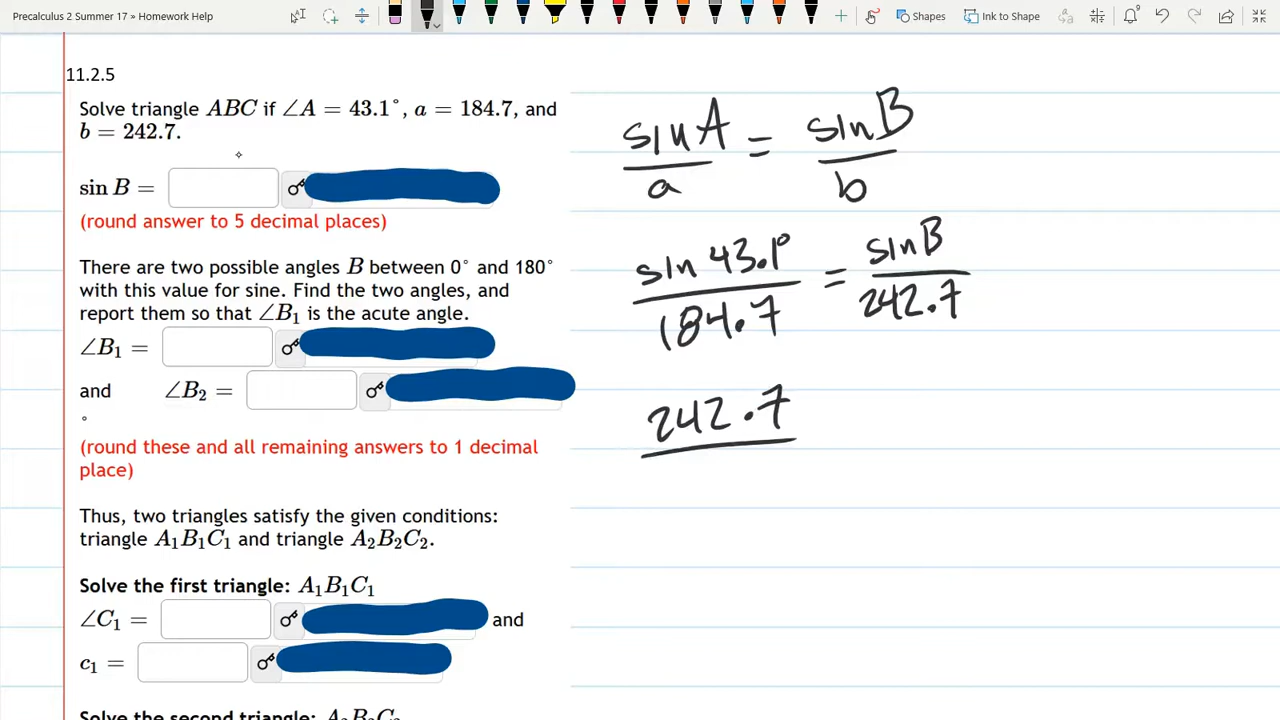 Precalculus 2 Summer 17 » Homework Help
Shapes
Ink to Shape
11.2.5
Solve triangle ABC if ∠A = 43.1°, a = 184.7, and
b = 242.7.
sin B =
(round answer to 5 decimal places)
There are two possible angles B between 0° and 180°
with this value for sine. Find the two angles, and
report them so that ∠B₁ is the acute angle.
∠B₁ =
and ∠B₂ =
°
(round these and all remaining answers to 1 decimal
place)
Thus, two triangles satisfy the given conditions:
triangle A₁B₁C₁ and triangle A₂B₂C₂.
Solve the first triangle: A₁B₁C₁
∠C₁ = and
c₁ =
Solve the second triangle: A₂B₂C₂
sin A / a = sin B / b
sin 43.1° / 184.7 = sin B / 242.7
242.7